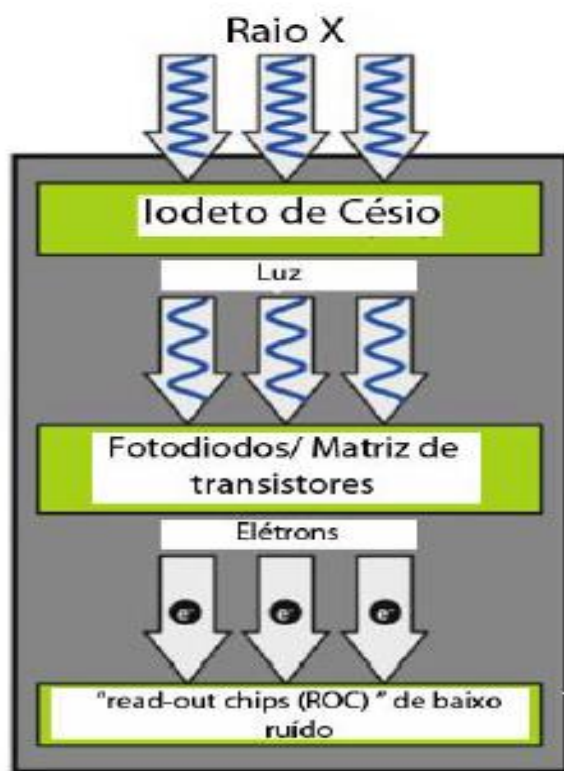 Raio X
Iodeto de Césio
Luz
Fotodiodos/ Matriz de
transistores
Elétrons
e⁻ e⁻ e⁻
"read-out chips (ROC) " de baixo
ruído